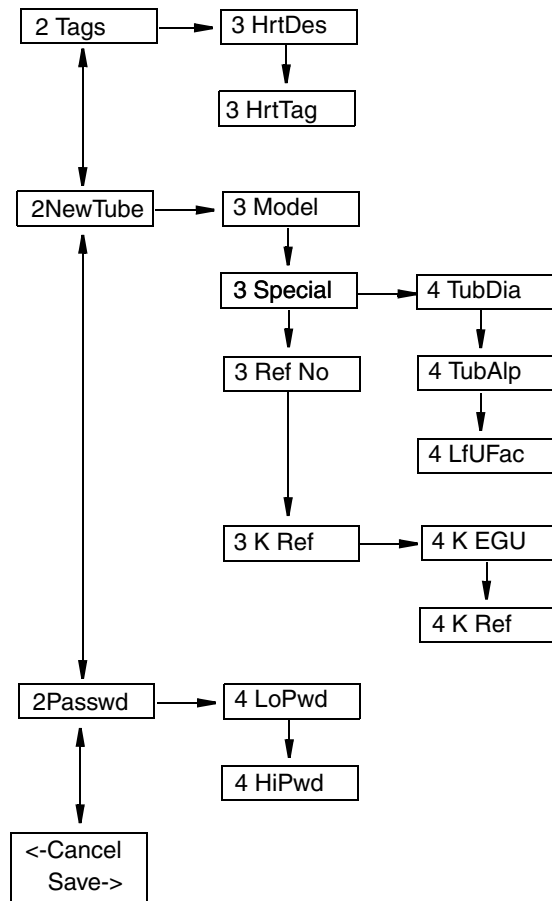 2 Tags
3 HrtDes
3 HrtTag
2NewTube
3 Model
3 Special
4 TubDia
3 Ref No
4 TubAlp
4 LfUFac
3 K Ref
4 K EGU
4 K Ref
2Passwd
4 LoPwd
4 HiPwd
<-Cancel
Save->